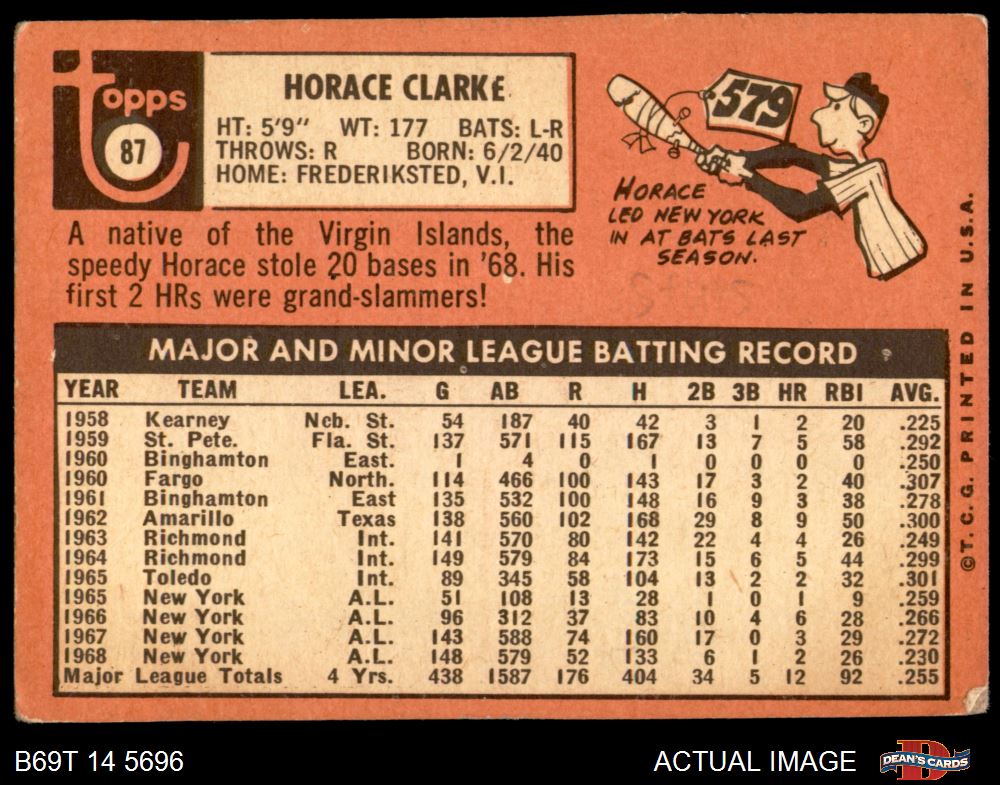 Topps
87
HORACE CLARKE
HT: 5'9" WT: 177 BATS: L-R
THROWS: R BORN: 6/2/40
HOME: FREDERIKSTED, V.I.
A native of the Virgin Islands, the
speedy Horace stole 20 bases in '68. His
first 2 HRs were grand-slammers!
579
HORACE
LED NEW YORK
IN AT BATS LAST
SEASON.
MAJOR AND MINOR LEAGUE BATTING RECORD
YEAR TEAM LEA. G AB R H 2B 3B HR RBI AVG.
1958 Kearney Neb. St. 54 187 40 42 3 1 2 20 .225
1959 St. Pete. Fla. St. 137 571 115 167 13 7 5 58 .292
1960 Binghamton East. 1 4 0 1 0 0 0 0 .250
1960 Fargo North. 114 466 100 143 17 3 2 40 .307
1961 Binghamton East 135 532 100 148 16 9 3 38 .278
1962 Amarillo Texas 138 560 102 168 29 8 9 50 .300
1963 Richmond Int. 141 570 80 142 22 4 4 26 .249
1964 Richmond Int. 149 579 84 173 15 6 5 44 .299
1965 Toledo Int. 89 345 58 104 13 2 2 32 .301
1965 New York A.L. 51 108 13 28 1 0 1 9 .259
1966 New York A.L. 96 312 37 83 10 4 6 28 .266
1967 New York A.L. 143 588 74 160 17 0 3 29 .272
1968 New York A.L. 148 579 52 133 6 1 2 26 .230
Major League Totals 4 Yrs. 438 1587 176 404 34 5 12 92 .255
©T.C.G. PRINTED IN U.S.A.
B69T 14 5696
ACTUAL IMAGE
DEAN'S CARDS